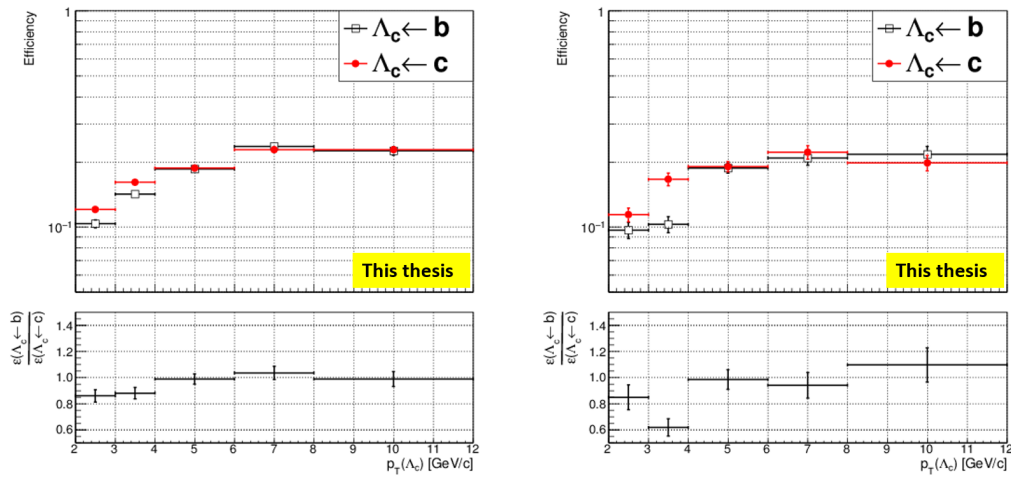 Efficiency
1
10⁻¹
Λc← b
Λc← c
This thesis
ε(Λc← b)
ε(Λc← c)
1.4
1.2
1.0
0.8
0.6
2 3 4 5 6 7 8 9 10 11 12
pT(Λc) [GeV/c]
Efficiency
1
10⁻¹
Λc← b
Λc← c
This thesis
ε(Λc← b)
ε(Λc← c)
1.4
1.2
1.0
0.8
0.6
2 3 4 5 6 7 8 9 10 11 12
pT(Λc) [GeV/c]